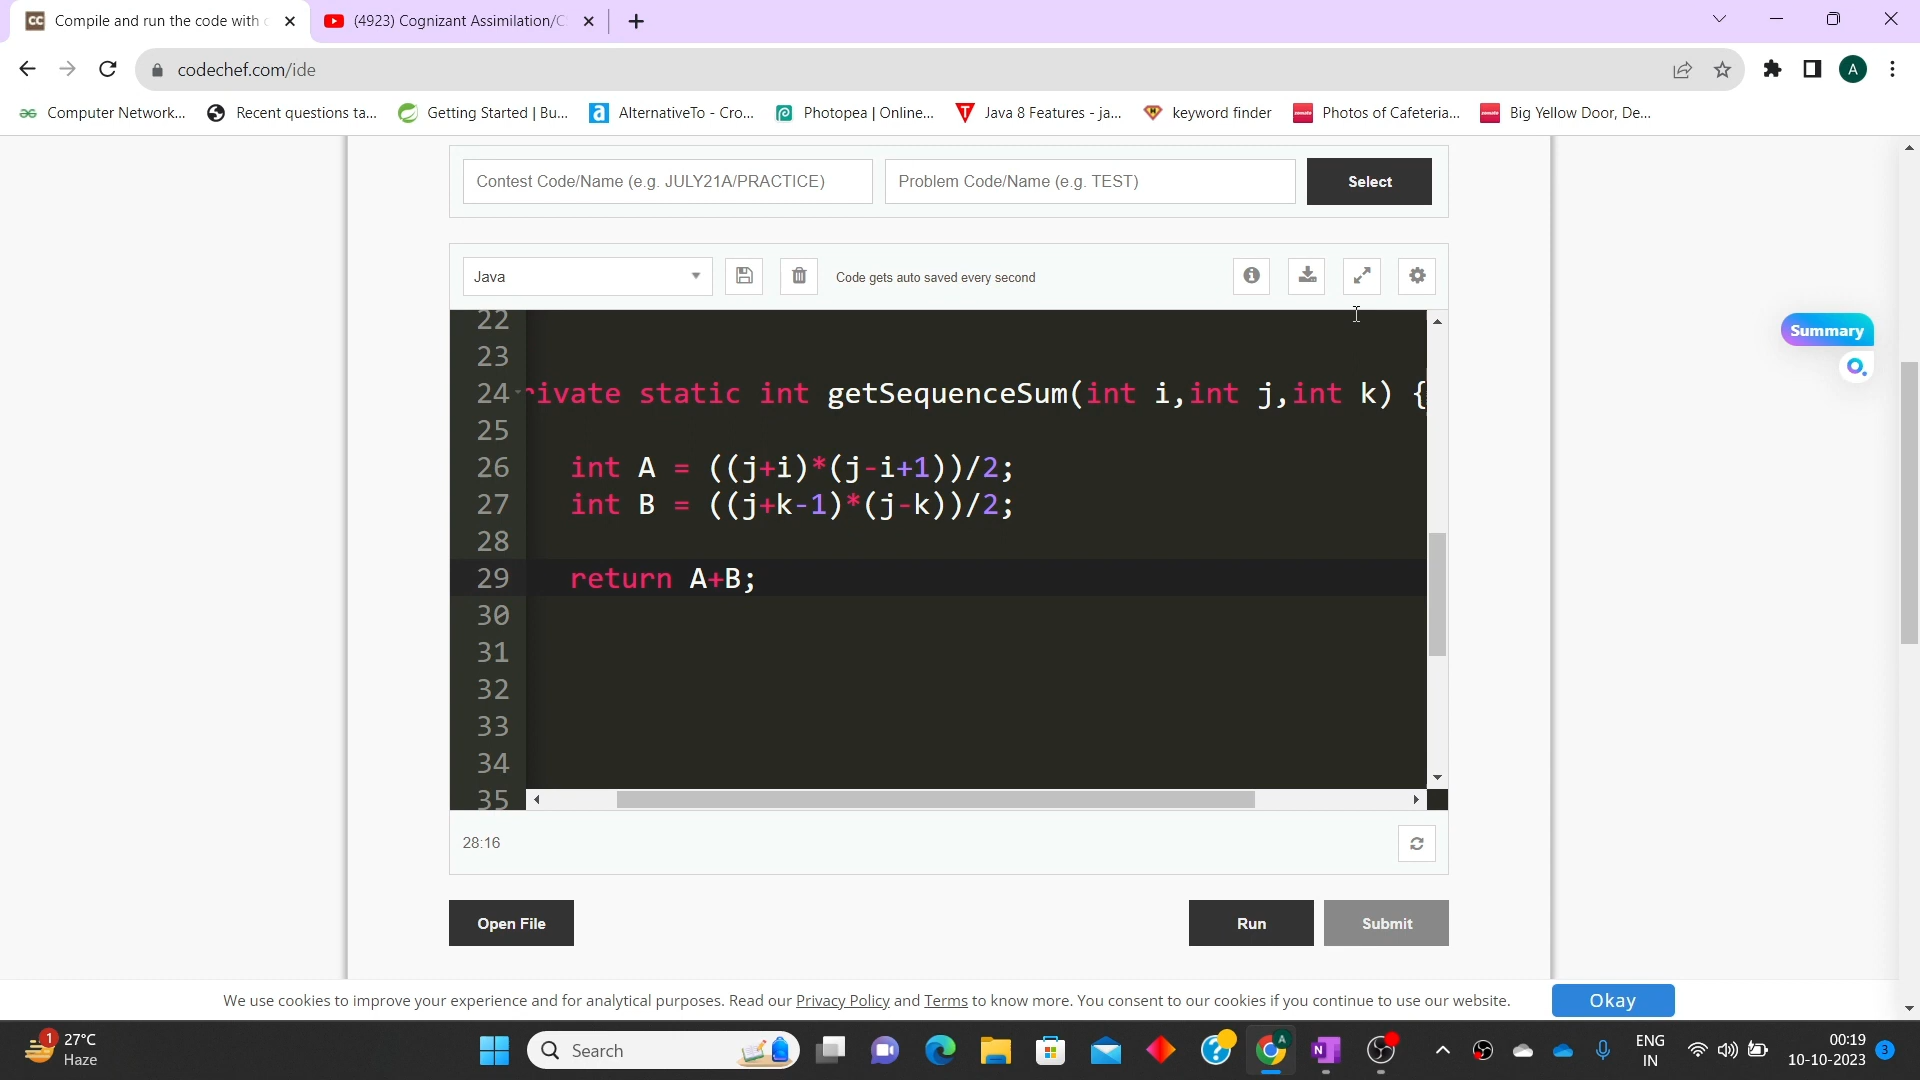 Compile and run the code with c
(4923) Cognizant Assimilation/C
codechef.com/ide
A
Computer Network...
Recent questions ta...
Getting Started | Bu...
AlternativeTo - Cro...
Photopea | Online...
Java 8 Features - ja...
keyword finder
Photos of Cafeteria...
Big Yellow Door, De...
Contest Code/Name (e.g. JULY21A/PRACTICE)
Problem Code/Name (e.g. TEST)
Select
Java
Code gets auto saved every second
Summary
22
23
24 rivate static int getSequenceSum(int i,int j,int k) {
25
26 int A = ((j+i)*(j-i+1))/2;
27 int B = ((j+k-1)*(j-k))/2;
28
29 return A+B;
30
31
32
33
34
35
28:16
Open File
Run
Submit
We use cookies to improve your experience and for analytical purposes. Read our Privacy Policy and Terms to know more. You consent to our cookies if you continue to use our website.
Okay
1
27°C
Haze
Search
ENG
IN
00:19
10-10-2023
3